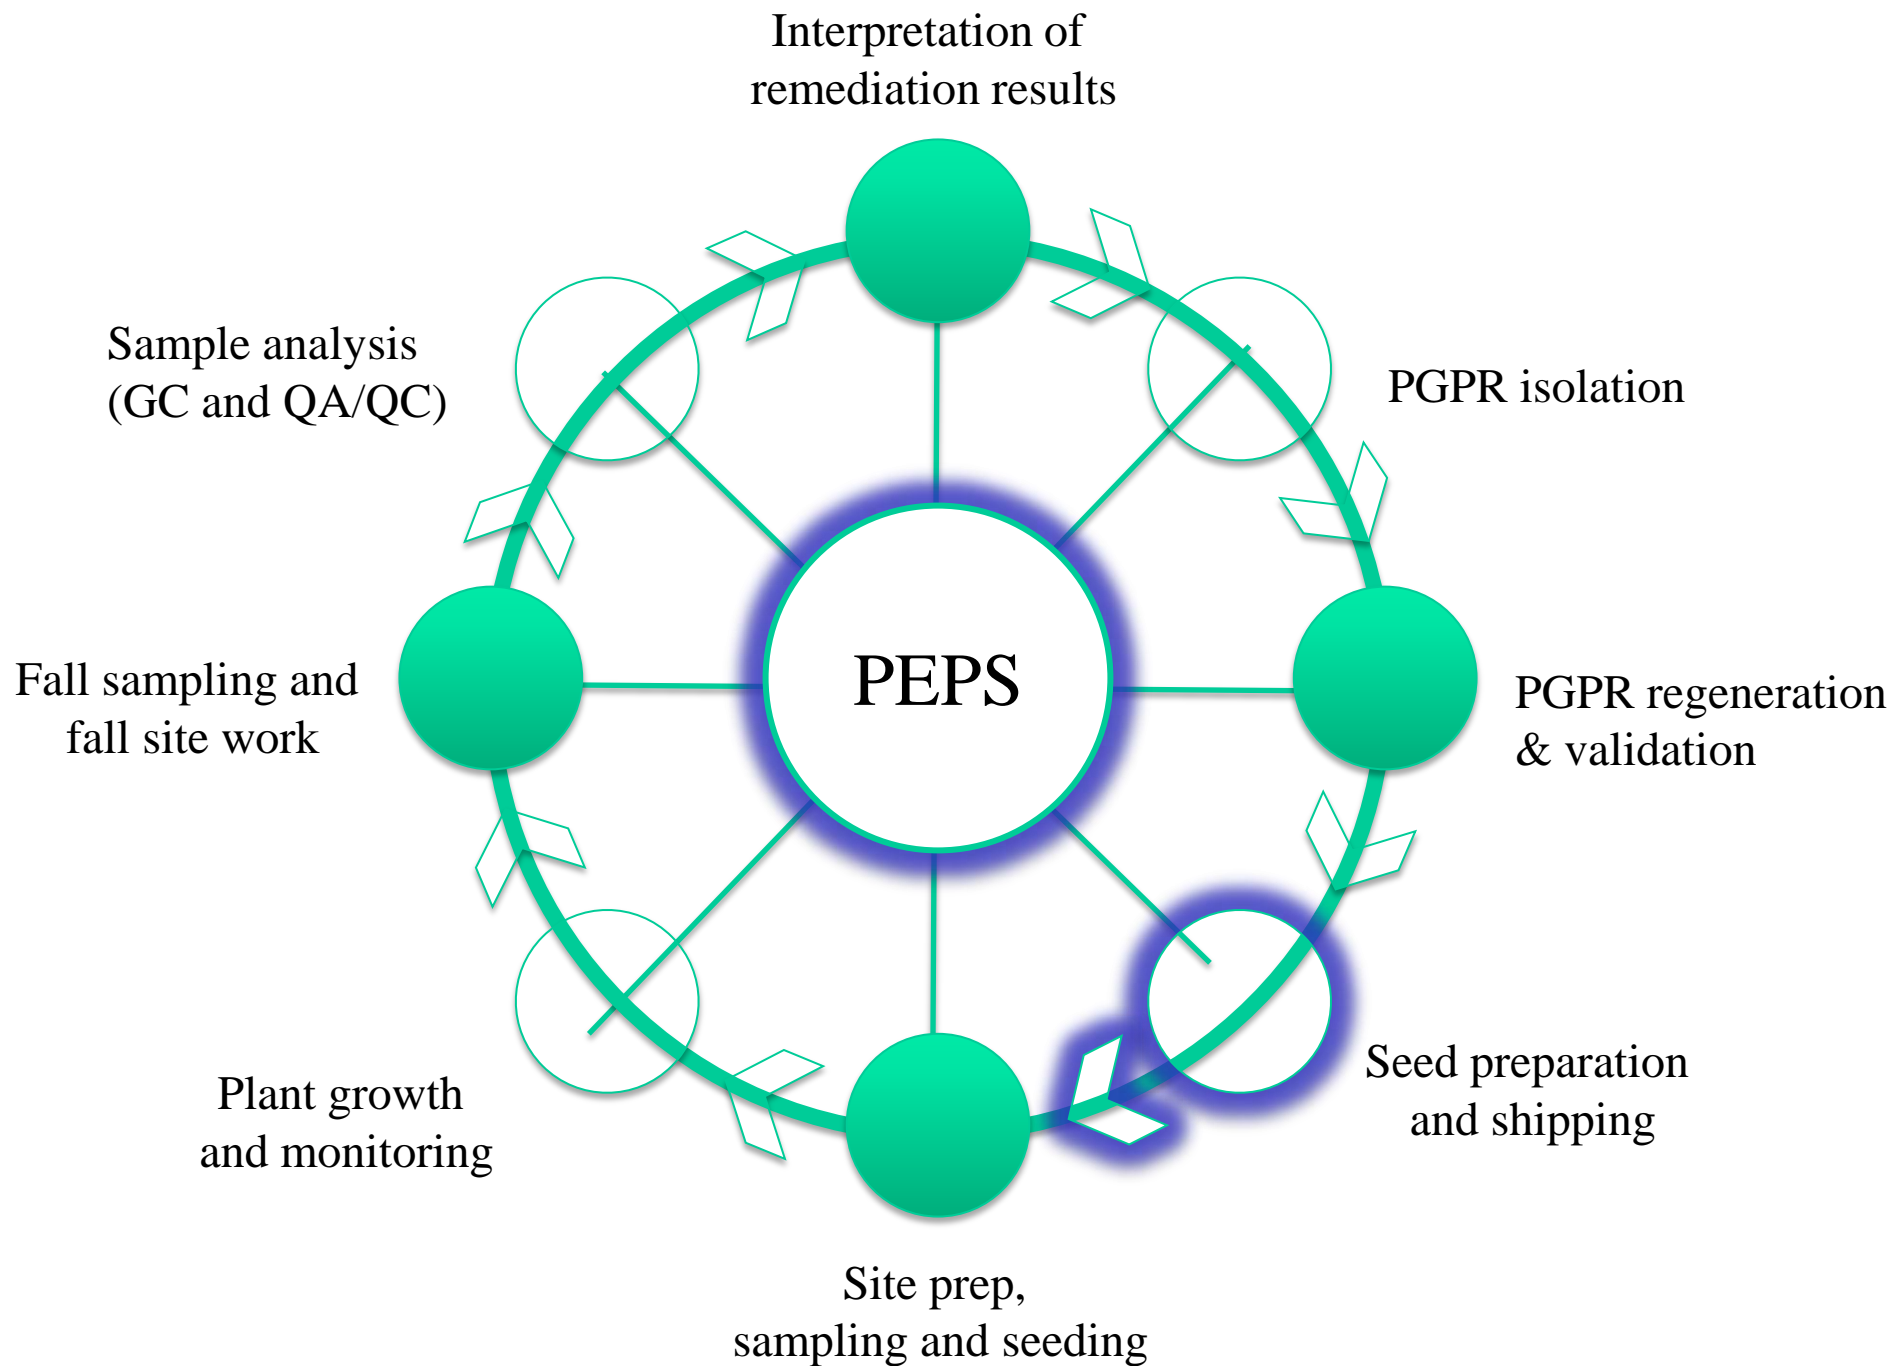 Interpretation of
remediation results
Sample analysis
(GC and QA/QC)
PGPR isolation
Fall sampling and
fall site work
PEPS
PGPR regeneration
& validation
Plant growth
and monitoring
Seed preparation
and shipping
Site prep,
sampling and seeding